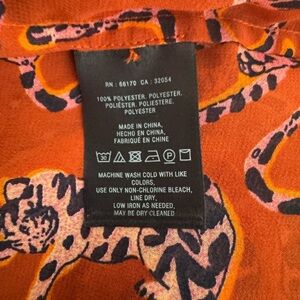 RN : 66170 CA : 32054
100% POLYESTER, POLYESTER,
POLIÉSTER, POLIESTERE,
POLYESTER
MADE IN CHINA,
HECHO EN CHINA,
FABRIQUÉ EN CHINE
30 P
MACHINE WASH COLD WITH LIKE
COLORS,
USE ONLY NON-CHLORINE BLEACH,
LINE DRY,
LOW IRON AS NEEDED,
MAY BE DRY CLEANED